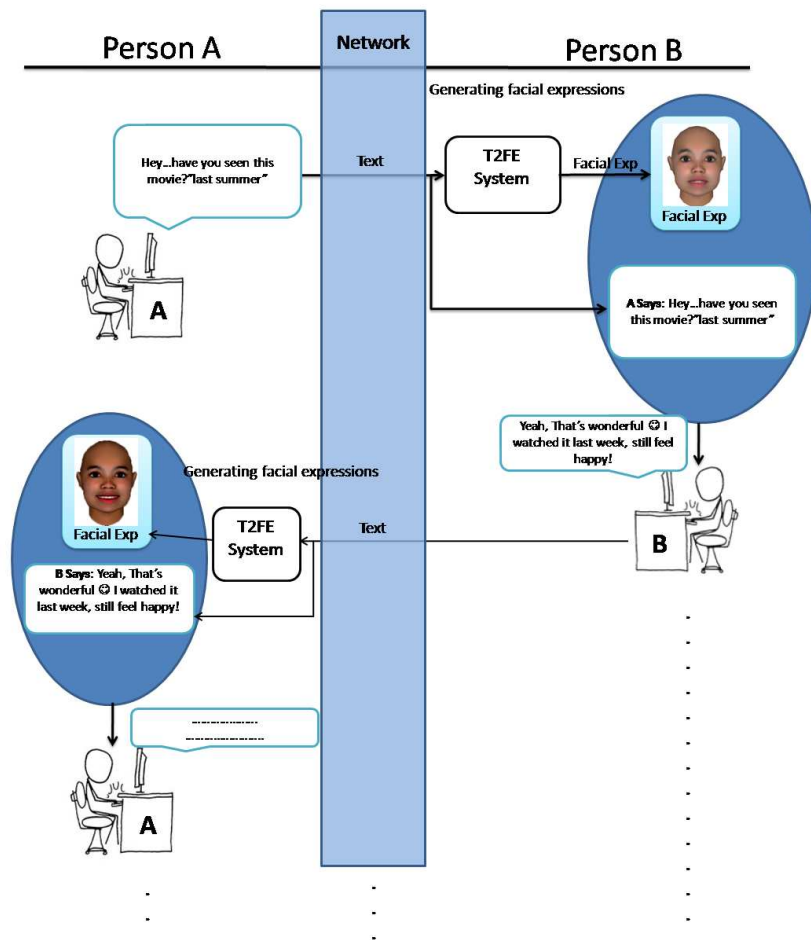 Person A
Network
Person B
Generating facial expressions
Hey...have you seen this
movie?"last summer"
Text
T2FE
System
Facial Exp
Facial Exp
A
A Says: Hey...have you seen
this movie?"last summer"
Yeah, That's wonderful ☺ I
watched it last week, still feel
happy!
Generating facial expressions
Facial Exp
T2FE
System
Text
B
B Says: Yeah, That's
wonderful ☺ I watched it
last week, still feel happy!
A